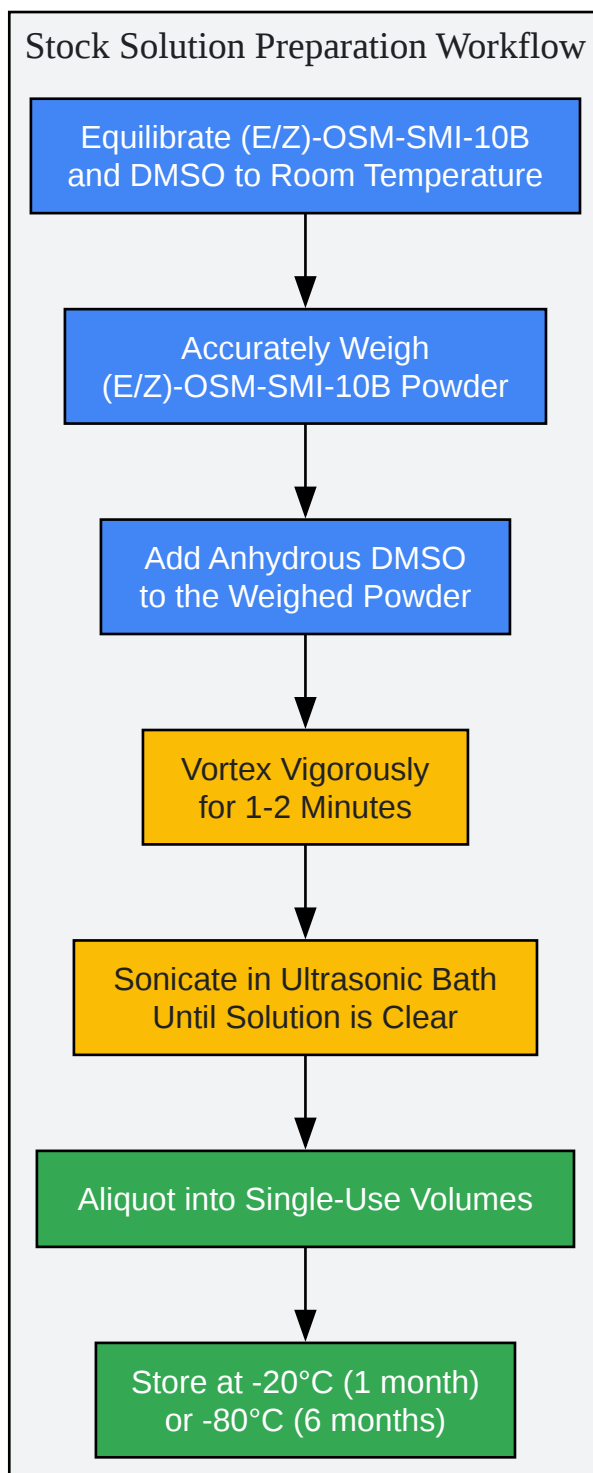 Stock Solution Preparation Workflow
Equilibrate (E/Z)-OSM-SMI-10B
and DMSO to Room Temperature
Accurately Weigh
(E/Z)-OSM-SMI-10B Powder
Add Anhydrous DMSO
to the Weighed Powder
Vortex Vigorously
for 1-2 Minutes
Sonicate in Ultrasonic Bath
Until Solution is Clear
Aliquot into Single-Use Volumes
Store at -20°C (1 month)
or -80°C (6 months)